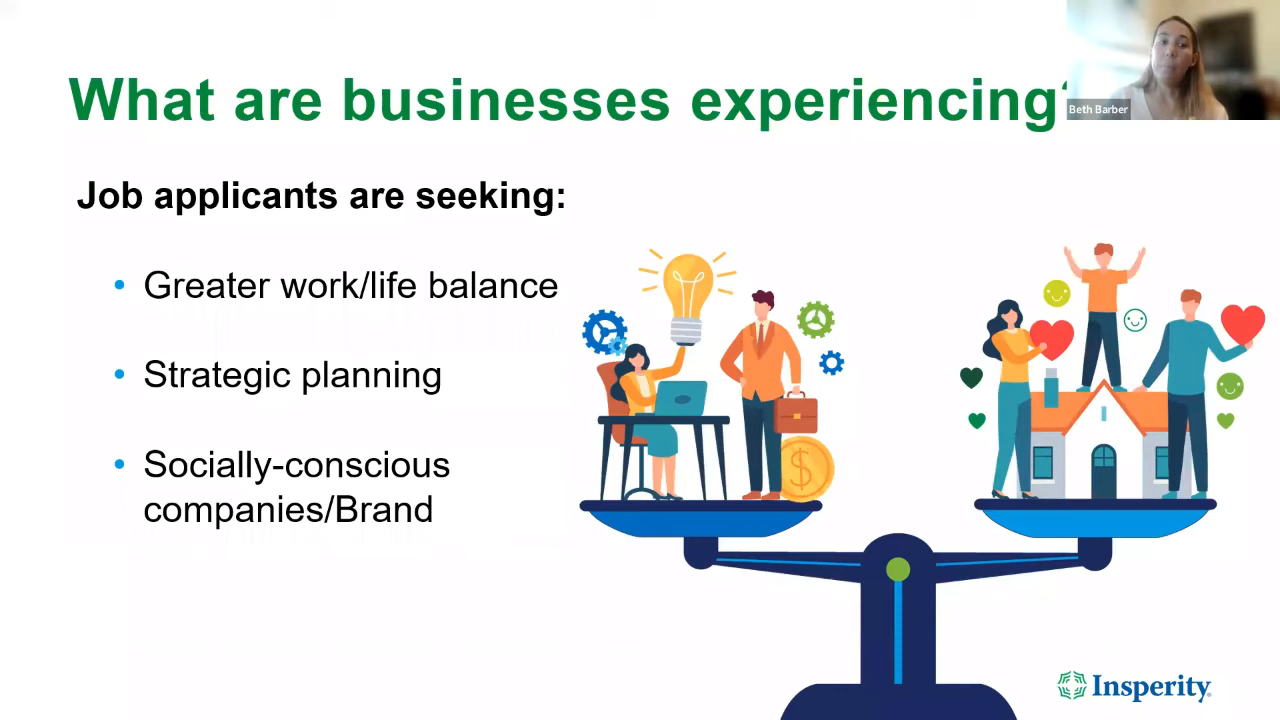 What are businesses experiencing?
Beth Barber
Job applicants are seeking:
• Greater work/life balance
• Strategic planning
• Socially-conscious
companies/Brand
$
Insperity